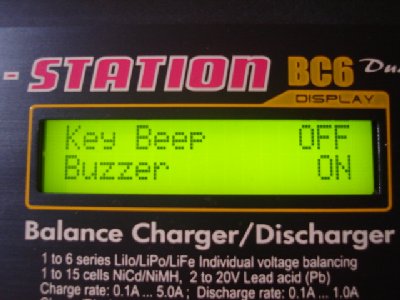 - STATION BC6
DISPLAY
Key Beep OFF
Buzzer ON
Balance Charger/Discharger
1 to 6 series LiIo/LiPo/LiFe Individual voltage balancing
1 to 15 cells NiCd/NiMH, 2 to 20V Lead acid (Pb)
Charge rate: 0.1A ... 5.0A ; Discharge rate: 0.1A ... 1.0A